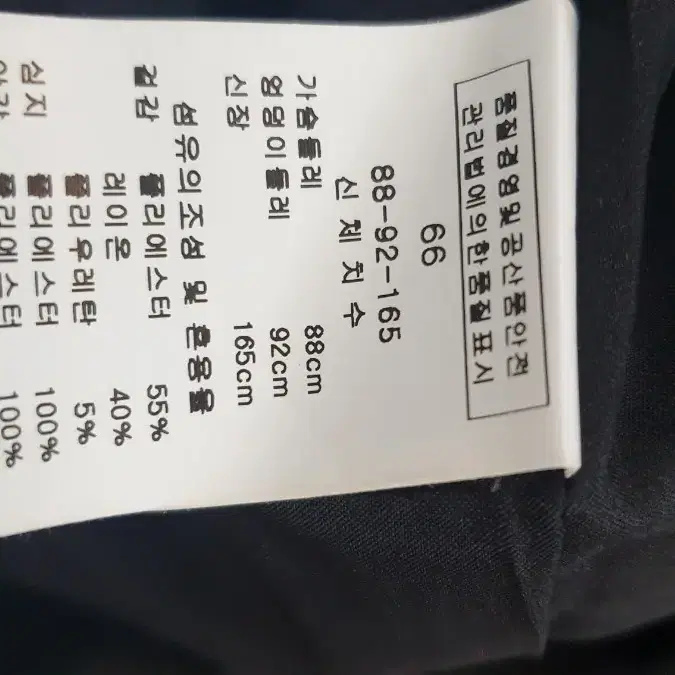 품질경영및공산품안전
관리법에의한품질표시
66
88-92-165
신 체 치 수
가슴둘레 88cm
엉덩이둘레 92cm
신장 165cm
섬유의조성 및 혼용율
겉감 폴리에스터 55%
레이온 40%
폴리우레탄 5%
심지 폴리에스터 100%
안감 폴리에스터 100%